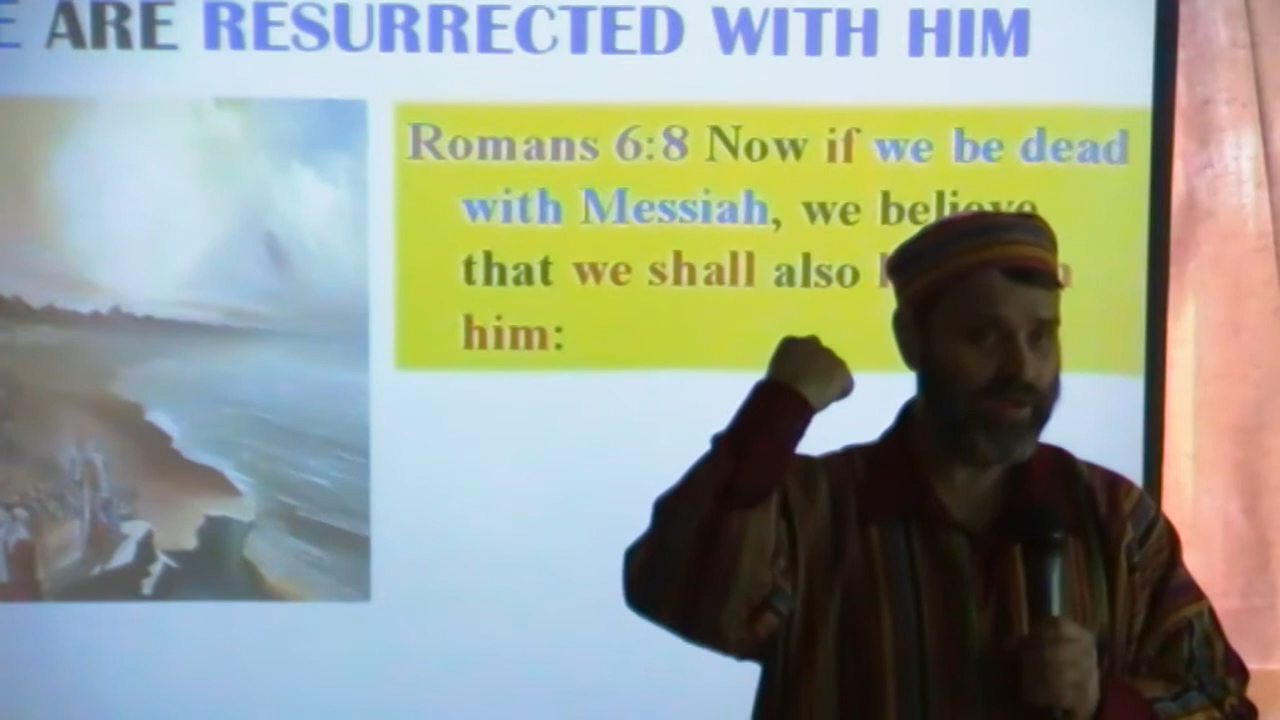 E ARE RESURRECTED WITH HIM
Romans 6:8 Now if we be dead
with Messiah, we believe
that we shall also
him: